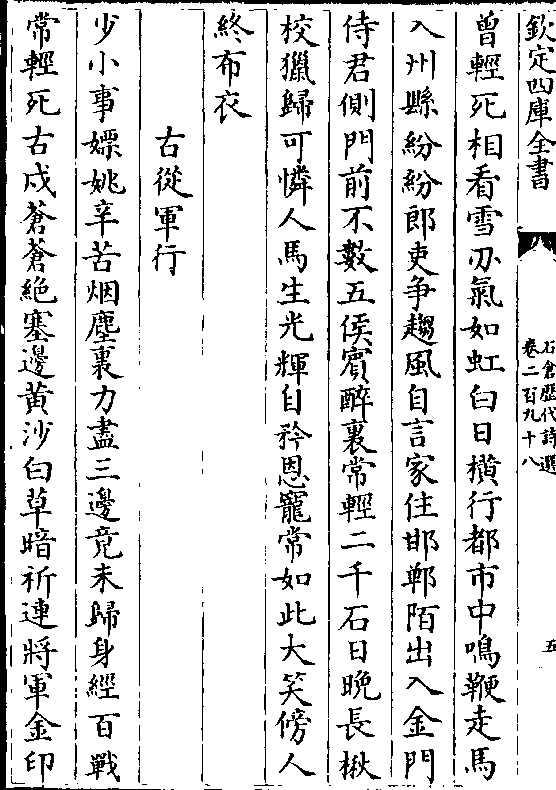 欽定四庫全書
石倉歷代詩選
卷二百九十八
五
曾輕死相看雪刃氣如虹白日橫行都市中鳴鞭走馬
入州縣紛紛郎吏争趨風自言家住邯鄲陌出入金門
侍君側門前不數五侯賔醉裏常輕二千石日晚長楸
校獵歸可憐人馬生光輝自矜恩寵常如此大笑傍人
終布衣
古從軍行
少小事嫖姚辛苦烟塵裏力盡三邊竟未歸身經百戰
常輕死古戍蒼蒼絶塞邊黄沙白草暗祈連將軍金印